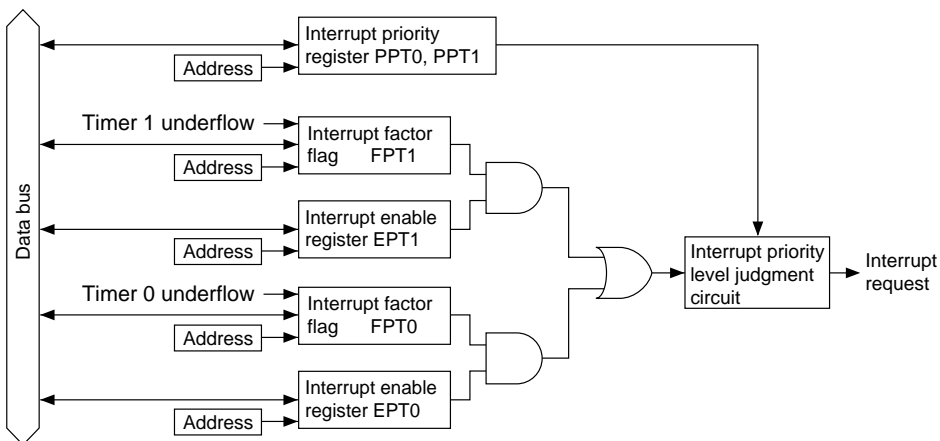 Interrupt priority
register PPT0, PPT1
Address
Timer 1 underflow
Interrupt factor
flag FPT1
Address
Interrupt enable
register EPT1
Address
Data bus
Timer 0 underflow
Interrupt factor
flag FPT0
Address
Interrupt enable
register EPT0
Address
Interrupt priority
level judgment
circuit
Interrupt
request